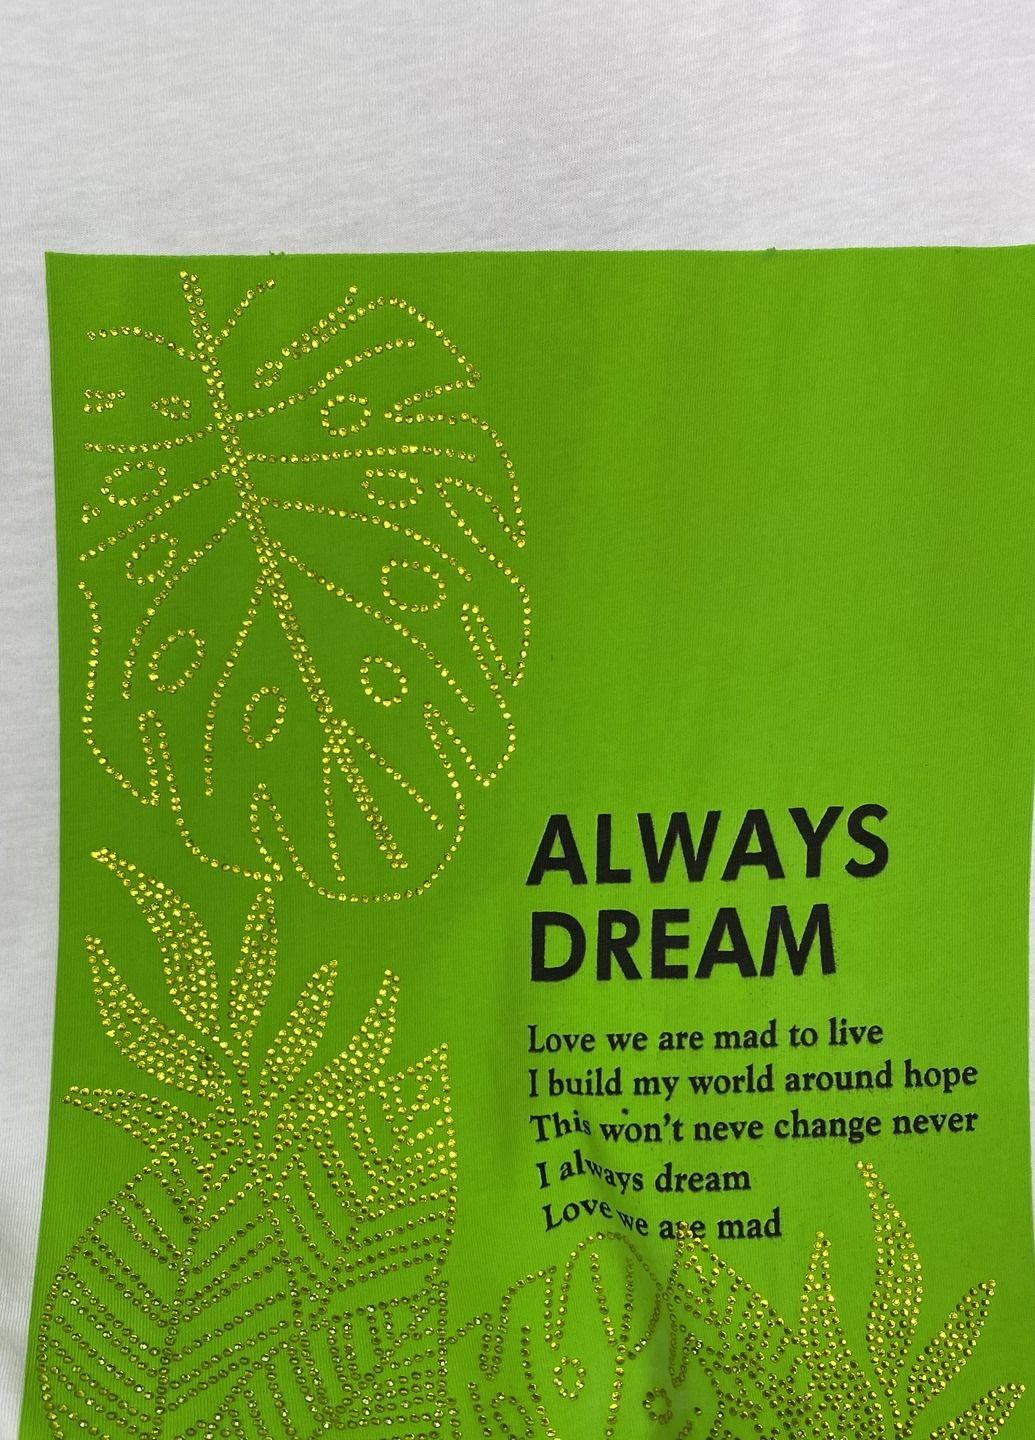 ALWAYS
DREAM
Love we are mad to live
I build my world around hope
This won't neve change never
I always dream
Love we are mad